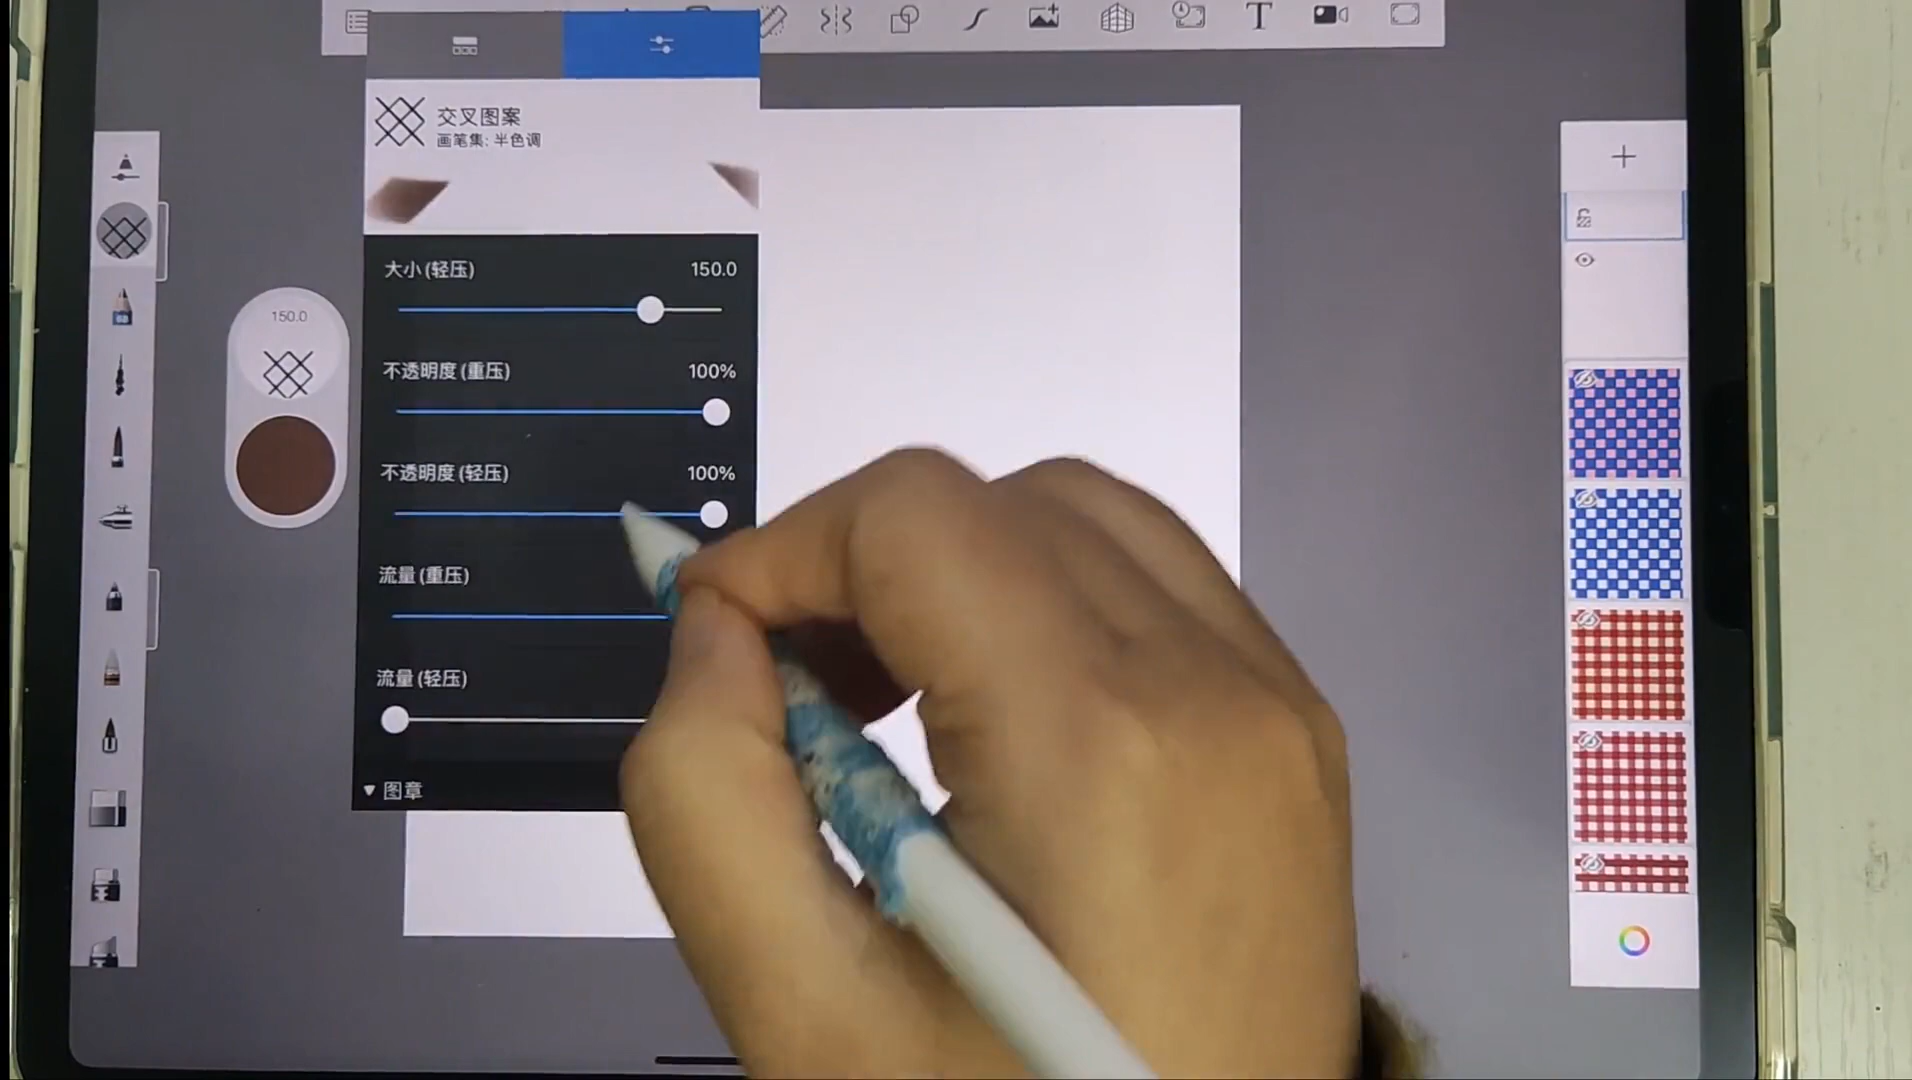 T
交叉图案
画笔集: 半色调
大小 (轻压) 150.0
150.0
不透明度 (重压) 100%
不透明度 (轻压) 100%
流量 (重压)
流量 (轻压)
▼ 图章